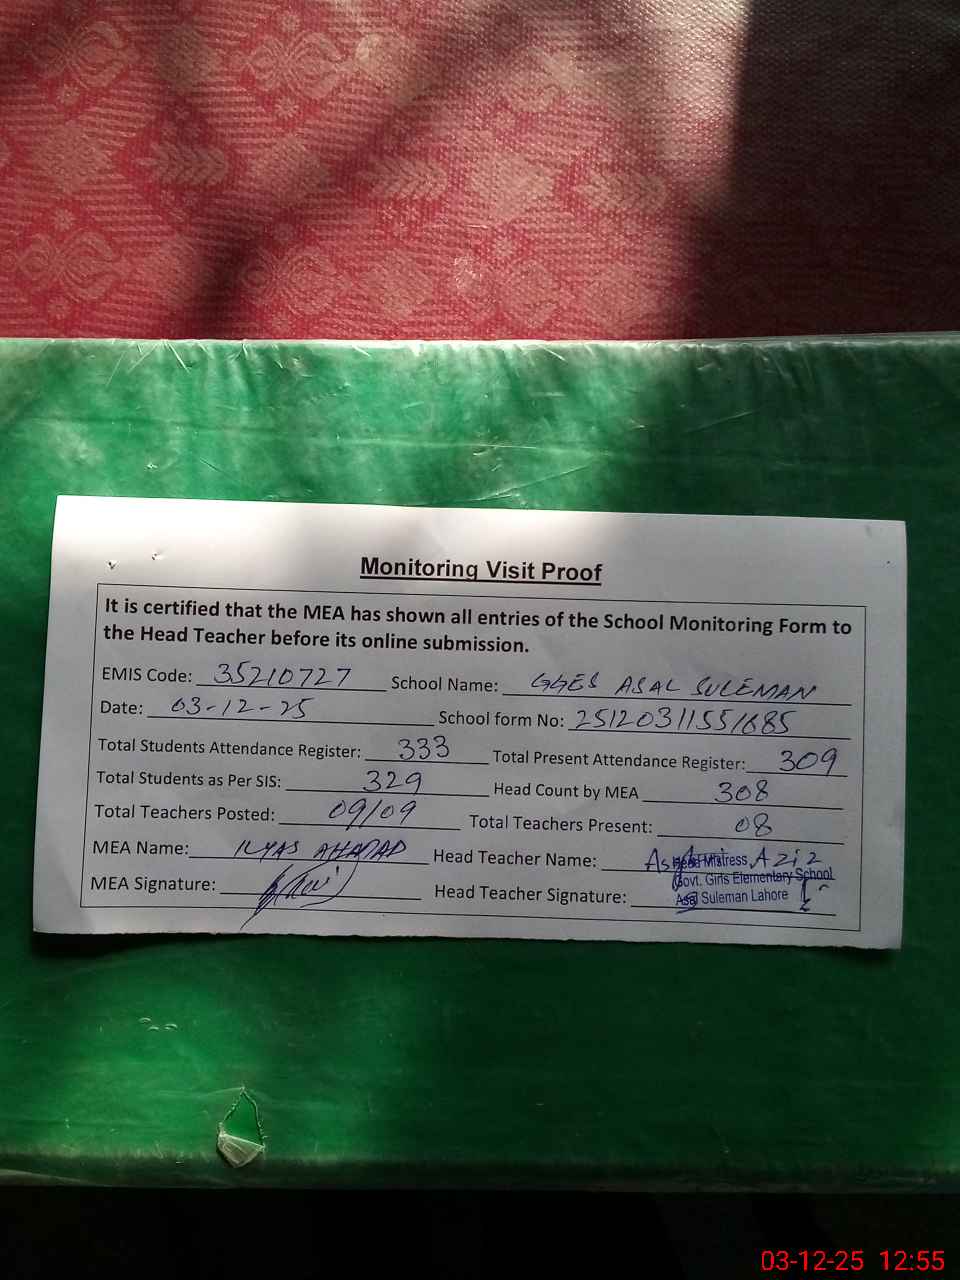 Monitoring Visit Proof
It is certified that the MEA has shown all entries of the School Monitoring Form to
the Head Teacher before its online submission.
EMIS Code: 35210727 School Name: GGES ASAL SULEMAN
Date: 03-12-25 School form No: 25120311551685
Total Students Attendance Register: 333 Total Present Attendance Register: 309
Total Students as Per SIS: 329 Head Count by MEA 308
Total Teachers Posted: 09/09 Total Teachers Present: 08
MEA Name: ILYAS AHMAD Head Teacher Name: Aziz
Head Mistress
Govt. Girls Elementary School
MEA Signature: Head Teacher Signature:
Asal Suleman Lahore
03-12-25 12:55